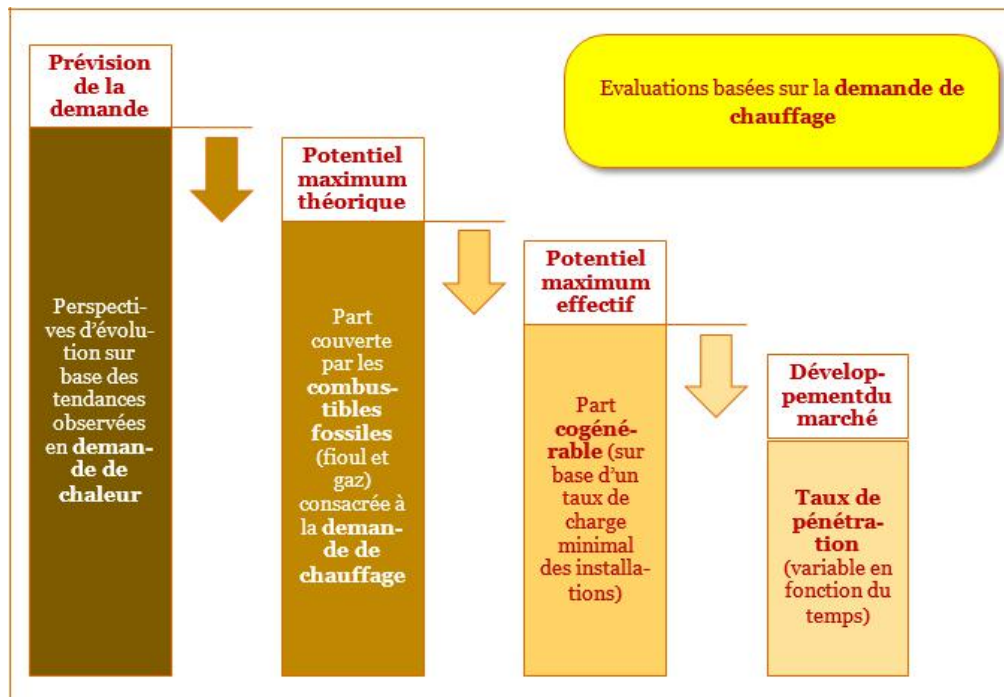 Prévision
de la
demande
Perspecti-
ves d'évolu-
tion sur
base des
tendances
observées
en deman-
de de
chaleur
Potentiel
maximum
théorique
Part
couverte
par les
combus-
tibles
fossiles
(fioul et
gaz)
consacrée à
la deman-
de de
chauffage
Potentiel
maximum
effectif
Part
cogéné-
rable (sur
base d'un
taux de
charge
minimal
des installa-
tions)
Dévelop-
pementdu
marché
Taux de
pénétra-
tion
(variable en
fonction du
temps)
Evaluations basées sur la demande de
chauffage